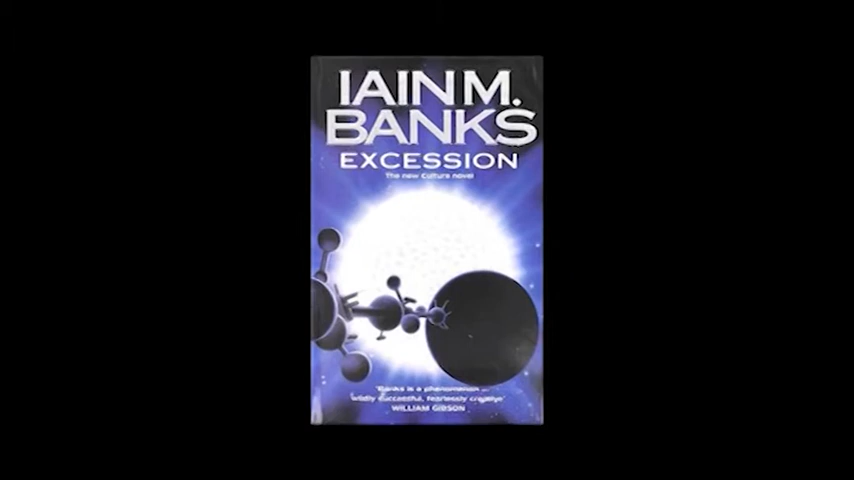 IAIN M.
BANKS
EXCESSION
The new Culture novel
'Banks is a phenomenon ...
wildly successful, fearlessly creative'
WILLIAM GIBSON